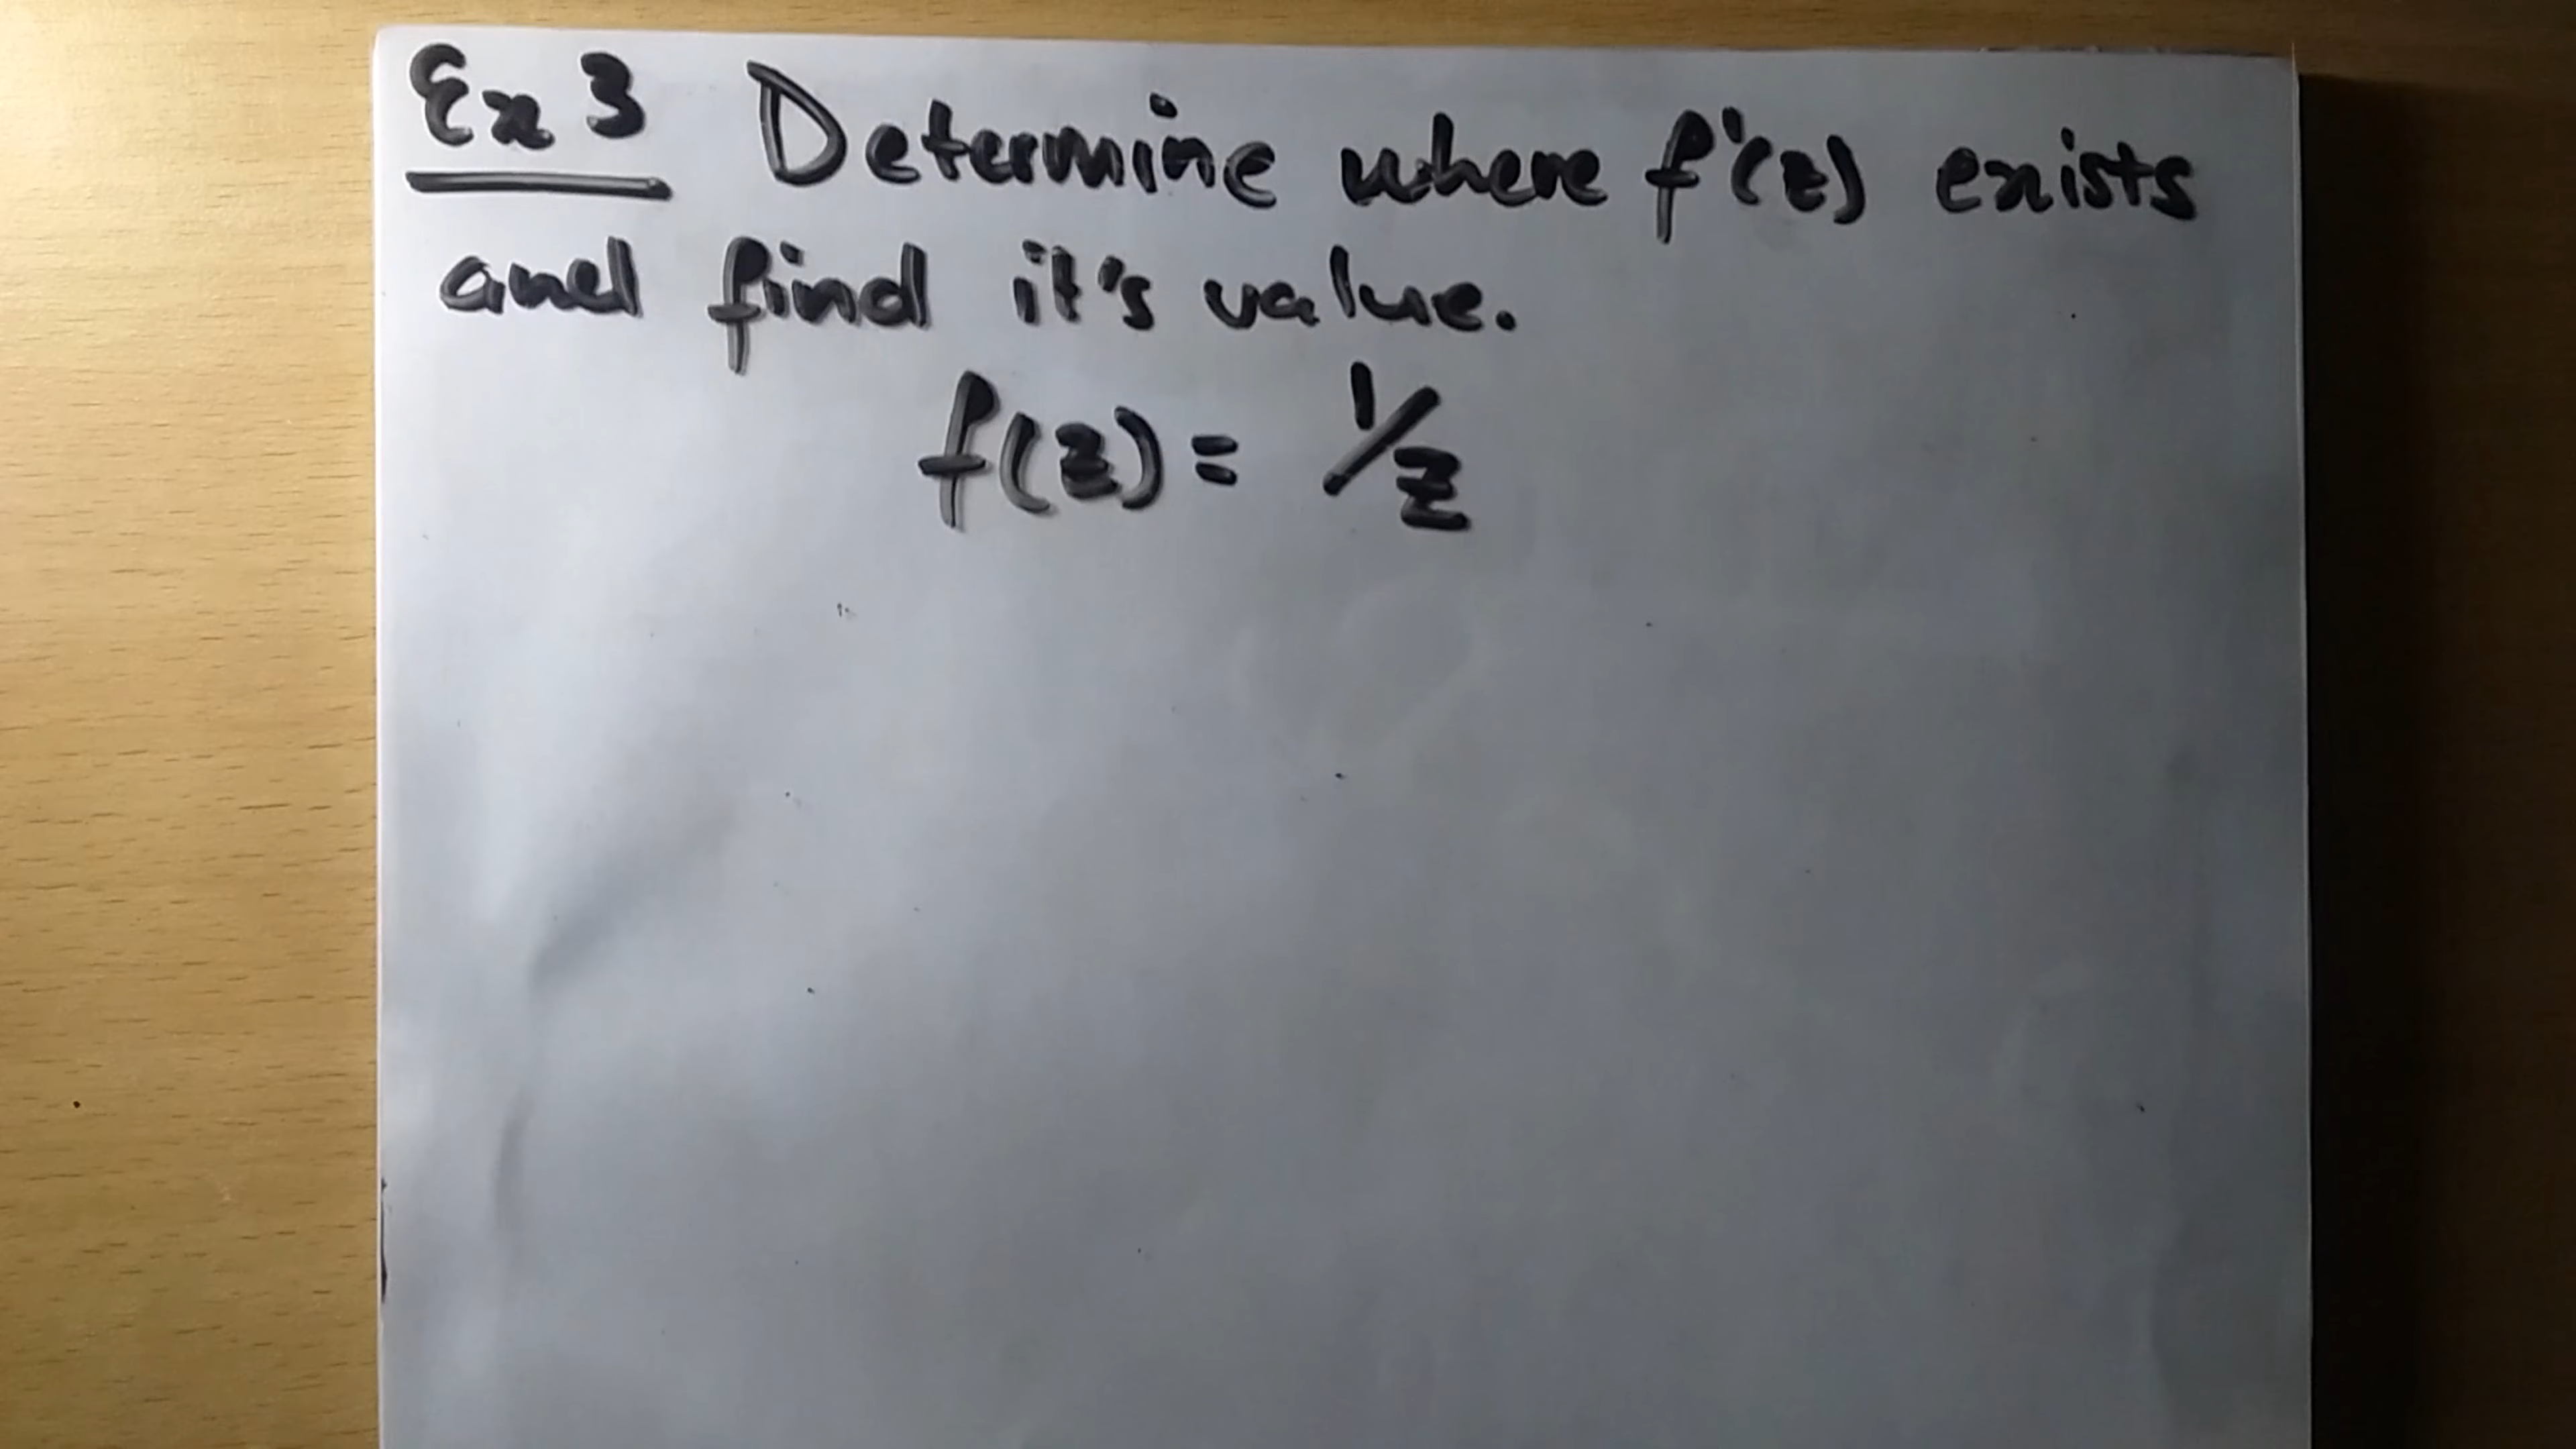 Ex 3 Determine where f'(z) exists
and find it's value.
f(z) = 1/z